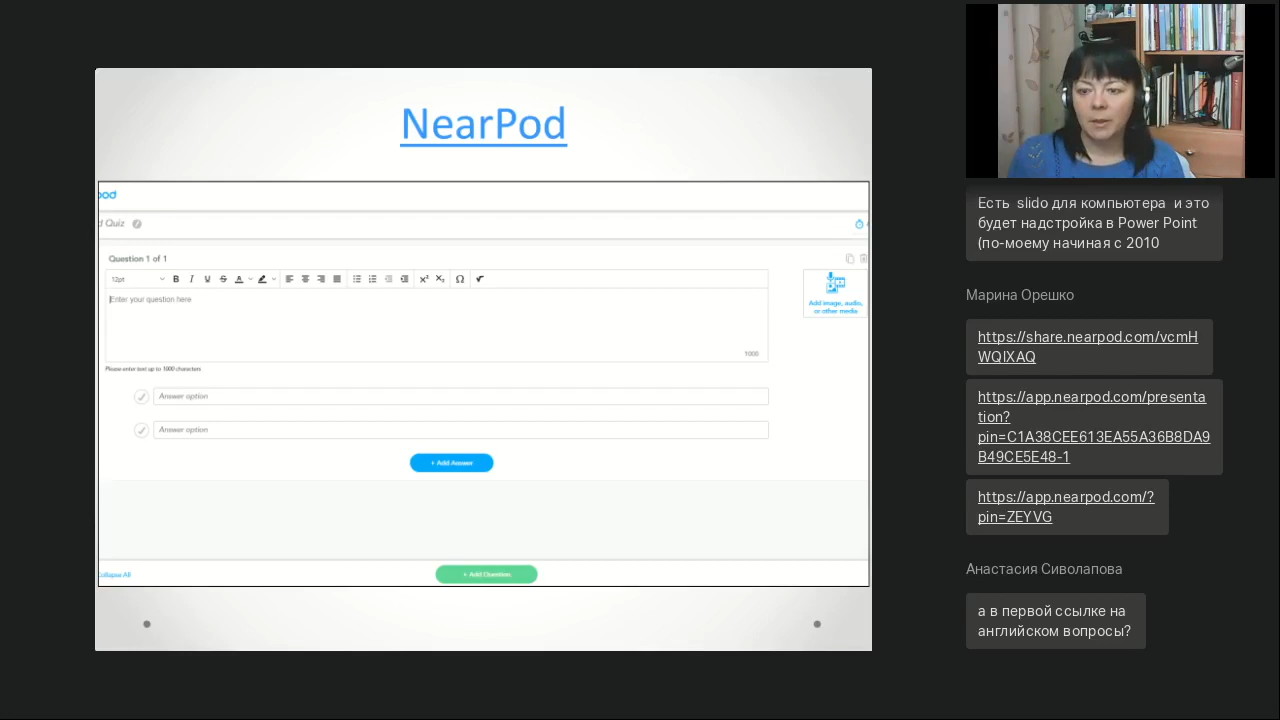 NearPod
ood
d Quiz
Question 1 of 1
12pt
B I U S A
x² x₂ Ω
Enter your question here
1000
Please enter text up to 1000 characters
Add image, audio,
or other media
Answer option
Answer option
+ Add Answer
Collapse All
+ Add Question
Есть slido для компьютера и это
будет надстройка в Power Point
(по-моему начиная с 2010
Марина Орешко
https://share.nearpod.com/vcmH
WQIXAQ
https://app.nearpod.com/presenta
tion?
pin=C1A38CEE613EA55A36B8DA9
B49CE5E48-1
https://app.nearpod.com/?
pin=ZEYVG
Анастасия Сиволапова
а в первой ссылке на
английском вопросы?